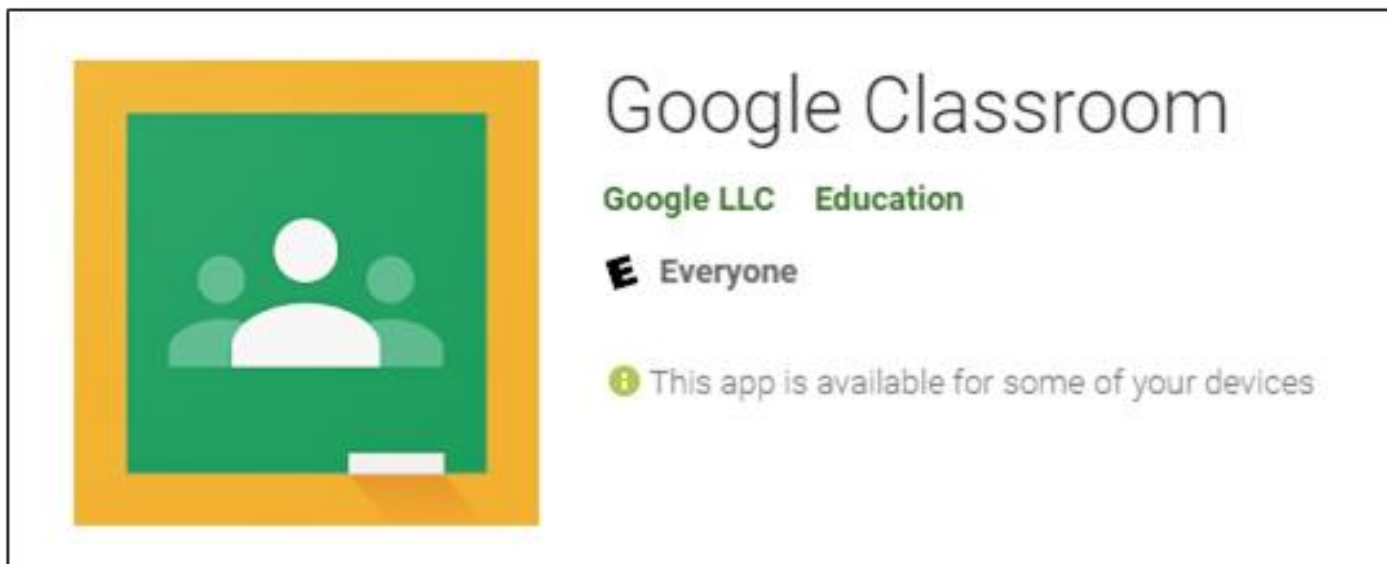 Google Classroom
Google LLC Education
E Everyone
This app is available for some of your devices